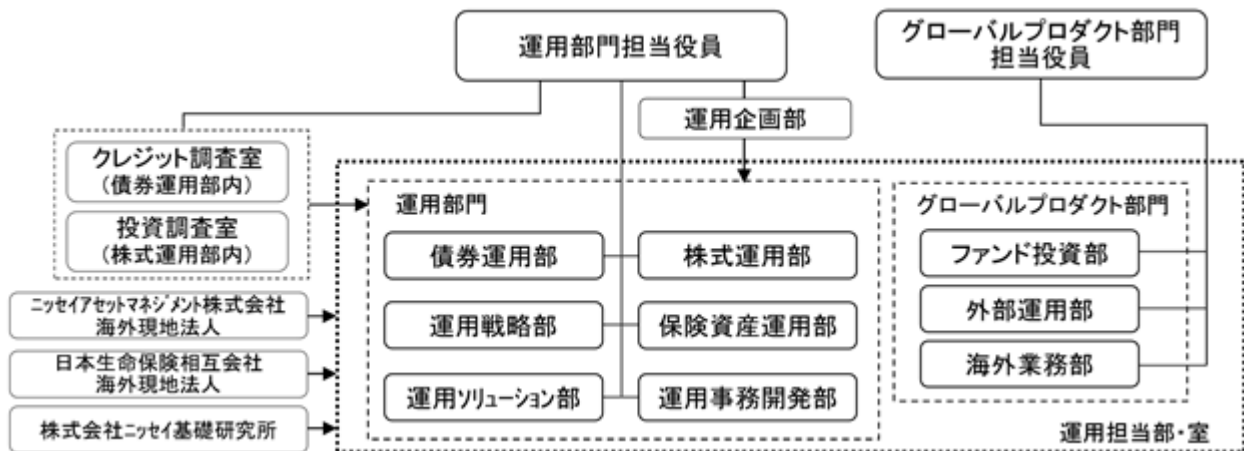 運用部門担当役員
グローバルプロダクト部門
担当役員
運用企画部
クレジット調査室
(債券運用部内)
投資調査室
(株式運用部内)
運用部門
債券運用部
株式運用部
運用戦略部
保険資産運用部
運用ソリューション部
運用事務開発部
グローバルプロダクト部門
ファンド投資部
外部運用部
海外業務部
ニッセイアセットマネジメント株式会社
海外現地法人
日本生命保険相互会社
海外現地法人
株式会社ニッセイ基礎研究所
運用担当部・室